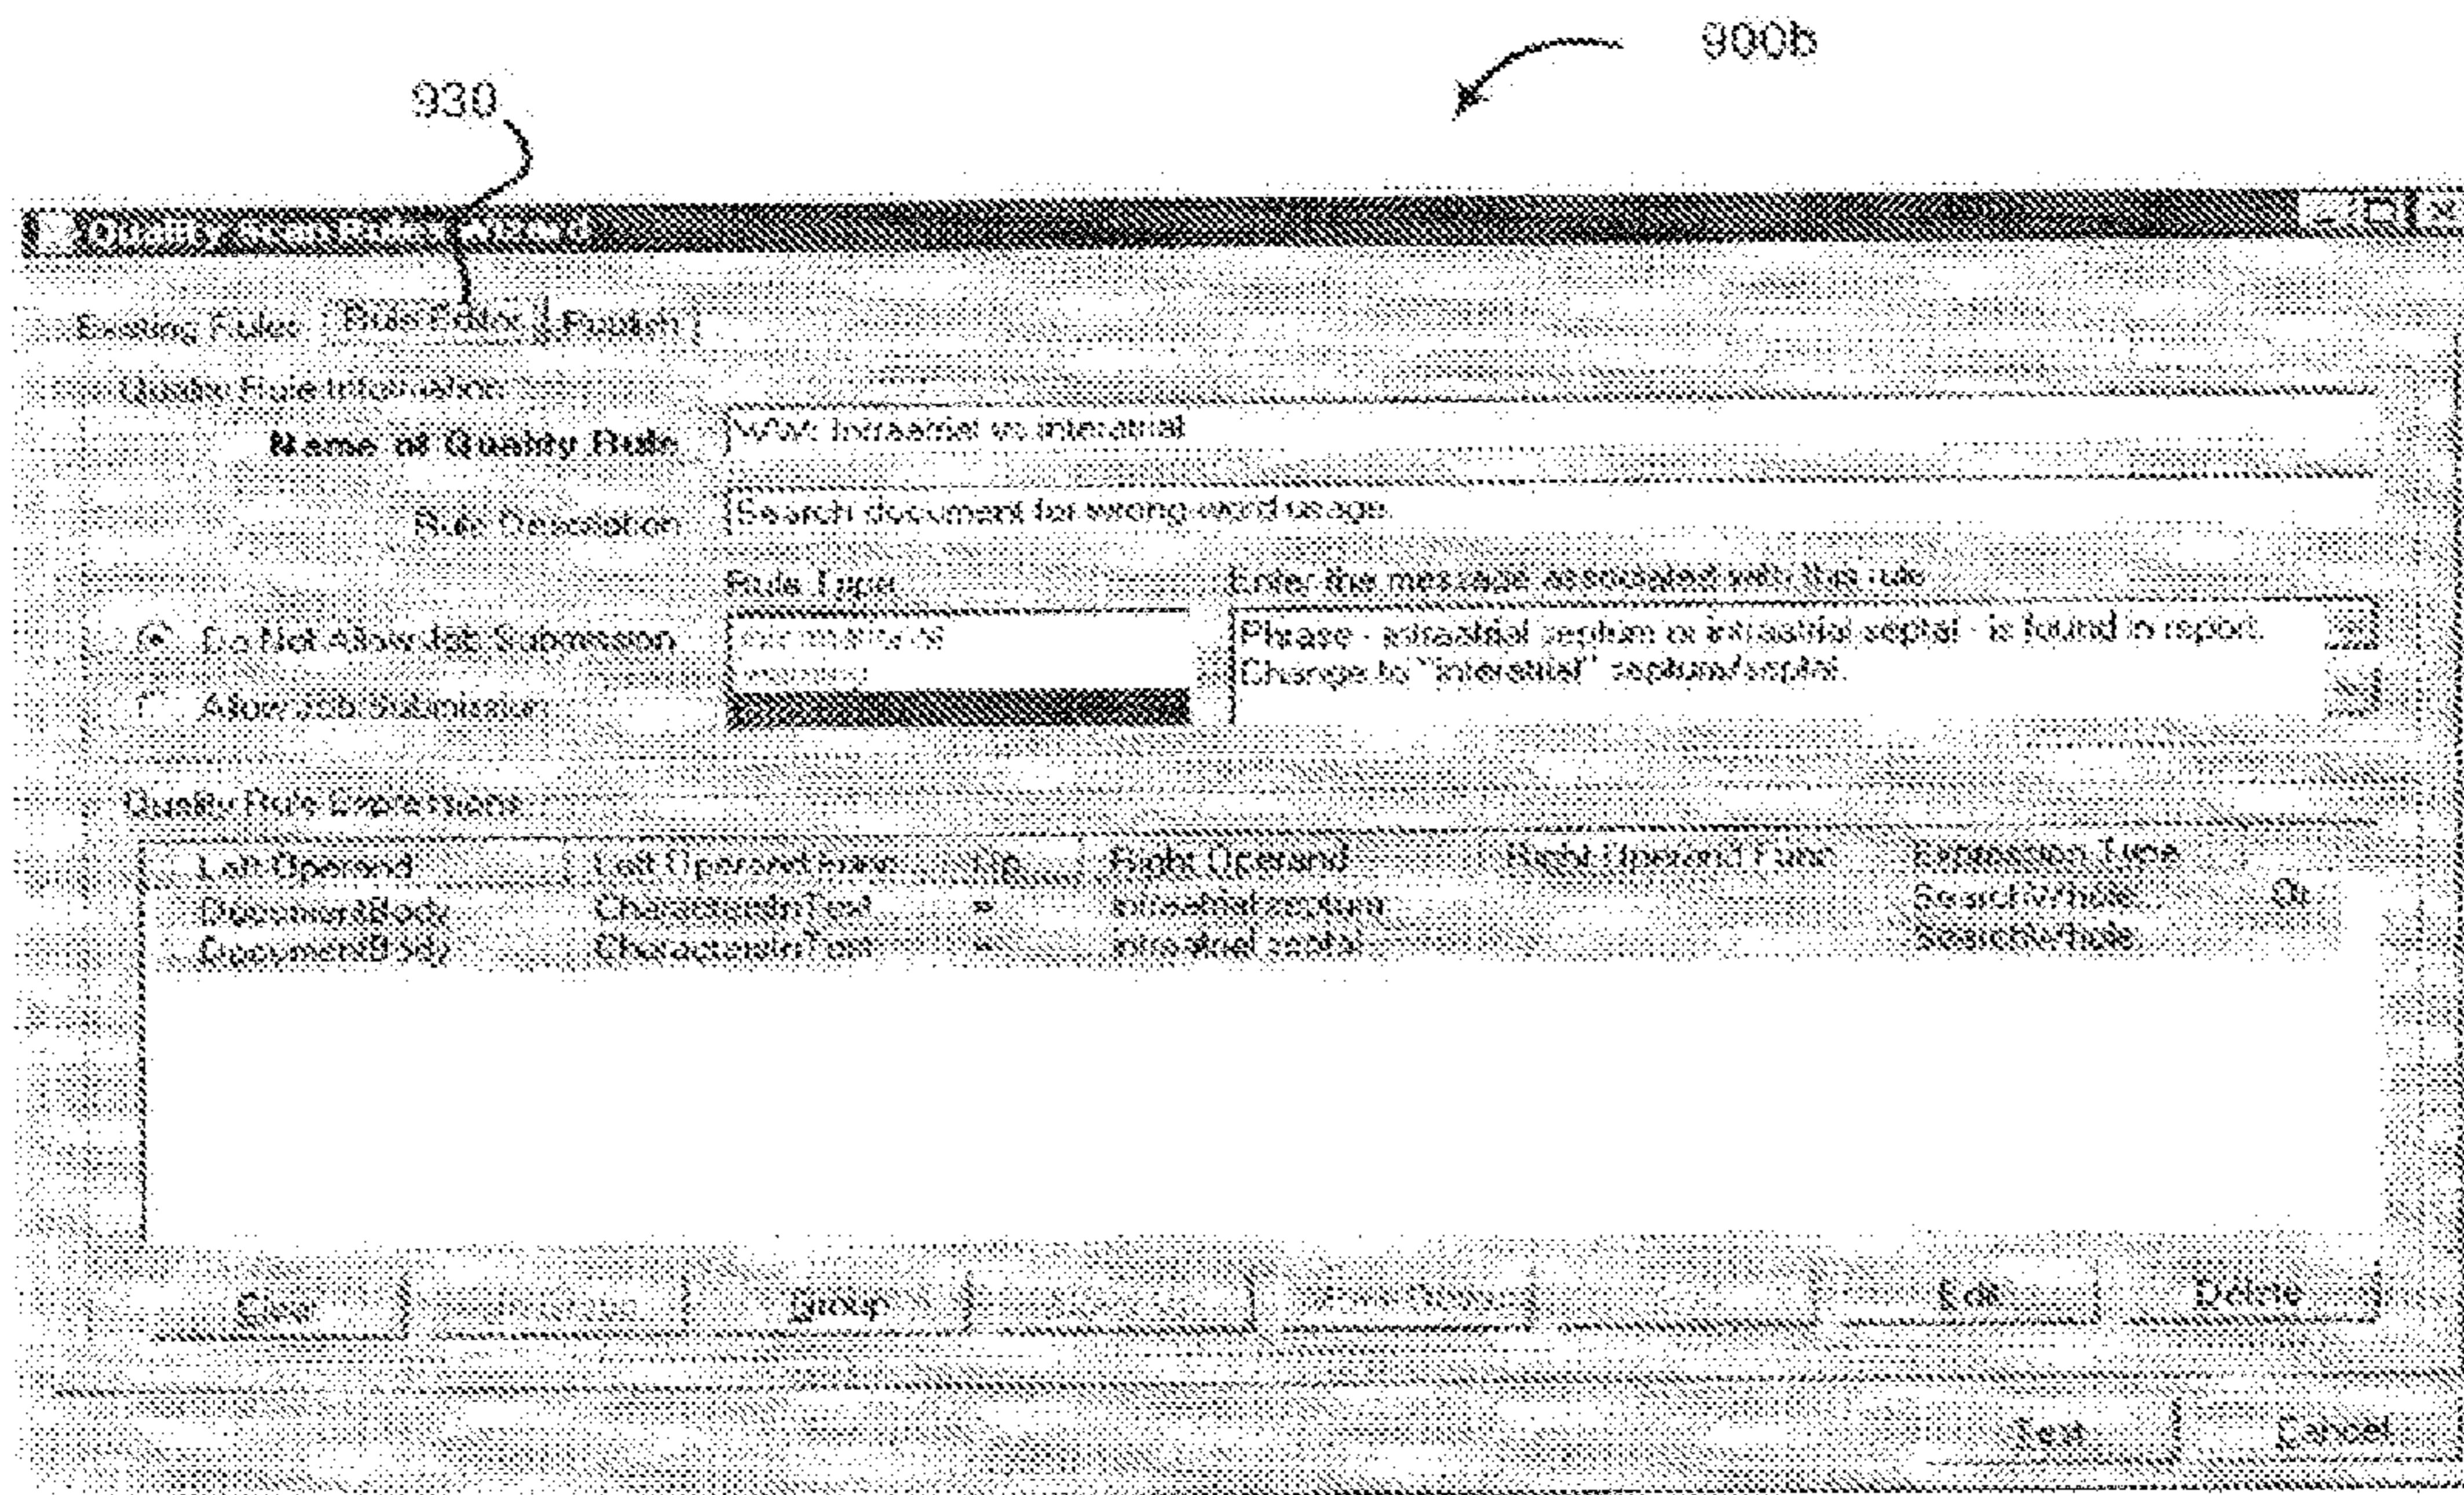 900b
930
Quality Scan Rules Wizard
Existing Rules Rule Editor Publish
Quality Rule Information
Name of Quality Rule WW: Intraatrial vs interatrial
Rule Description Search document for wrong word usage.
Rule Type Enter the message associated with this rule
Do Not Allow Job Submission Phrase - intraatrial septum or intraatrial septal - is found in report.
Change to "interatrial" septum/septal.
Allow Job Submission
Quality Rule Expressions
Left Operand Left Operand Func Op Right Operand Right Operand Func Expression Type
DocumentBody CharactersInText = intraatrial septum SearchWhole Or
DocumentBody CharactersInText = intraatrial septal SearchWhole
Clear Group Edit Delete
Cancel